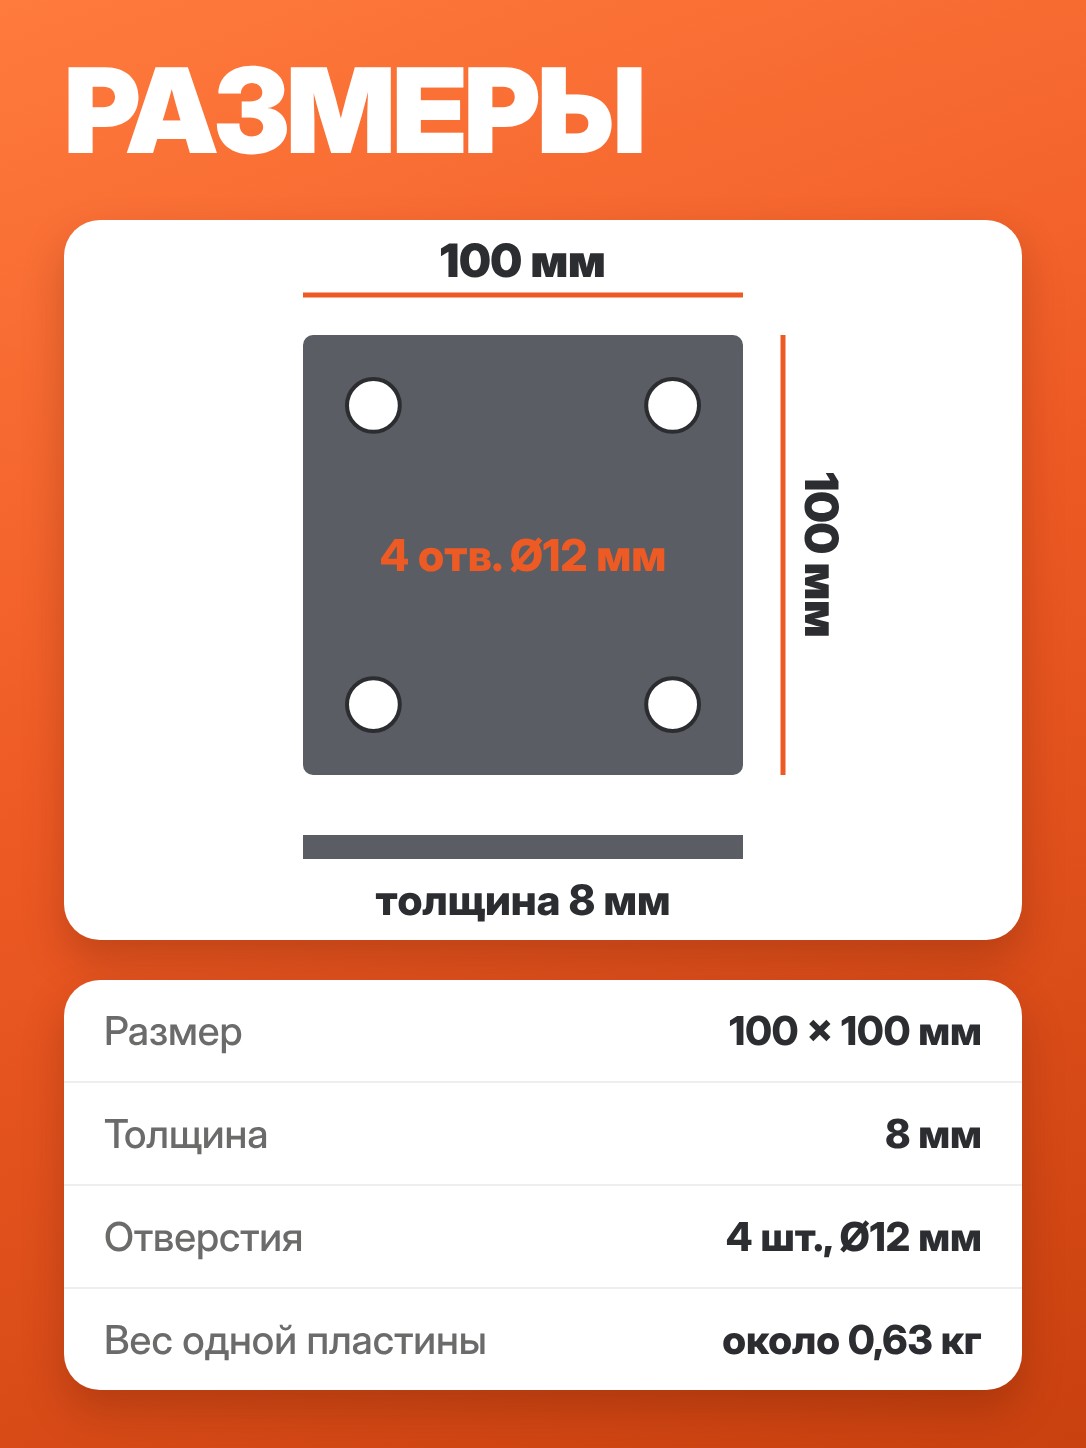 РАЗМЕРЫ
100 мм
100 мм
4 отв. Ø12 мм
толщина 8 мм
Размер 100 × 100 мм
Толщина 8 мм
Отверстия 4 шт., Ø12 мм
Вес одной пластины около 0,63 кг